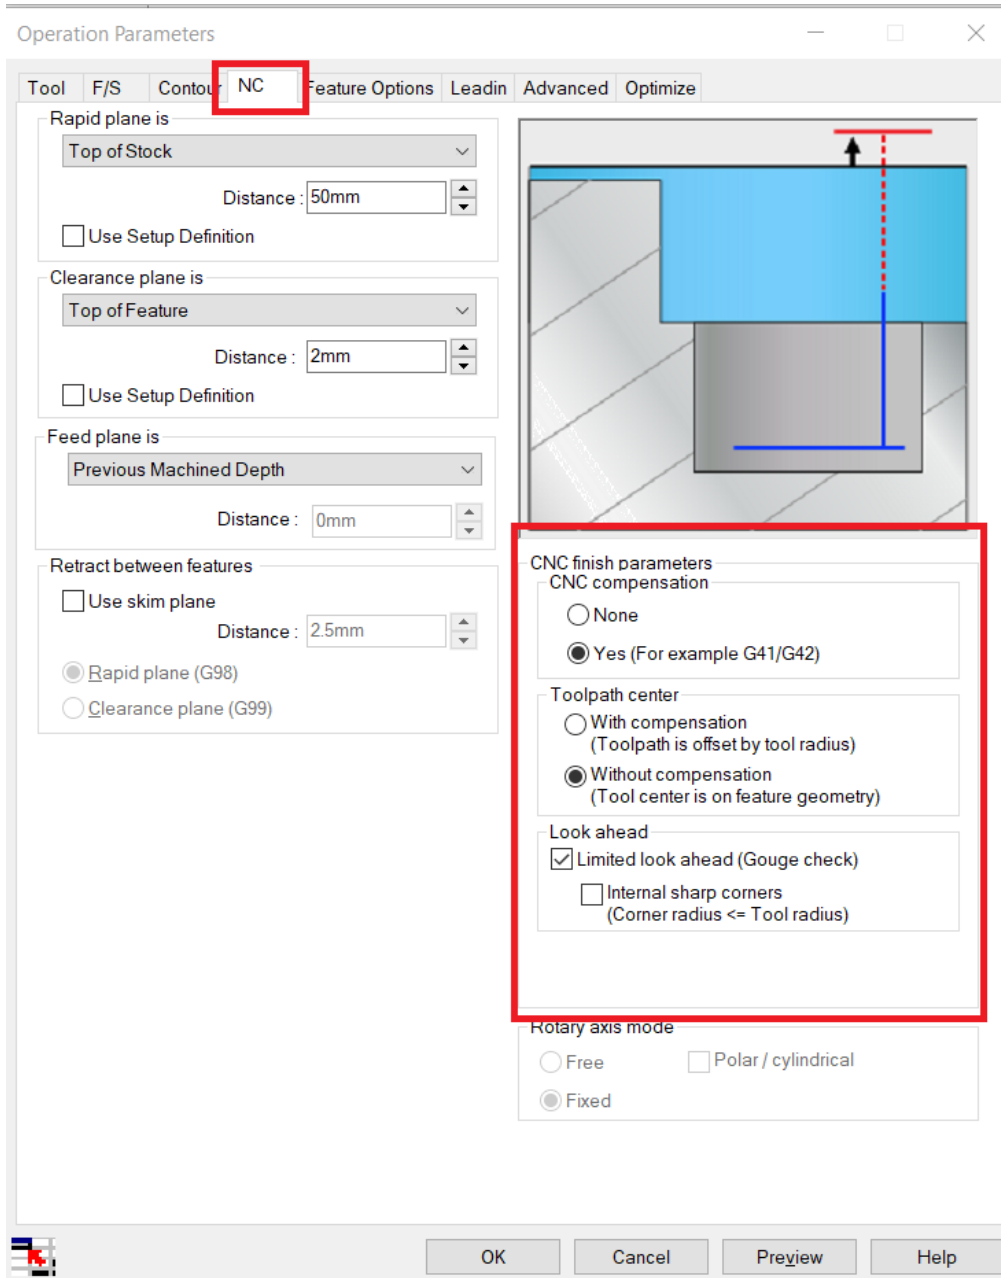 Operation Parameters
Tool F/S Contour NC Feature Options Leadin Advanced Optimize
Rapid plane is
Top of Stock
Distance : 50mm
Use Setup Definition
Clearance plane is
Top of Feature
Distance : 2mm
Use Setup Definition
Feed plane is
Previous Machined Depth
Distance : 0mm
Retract between features
Use skim plane
Distance : 2.5mm
Rapid plane (G98)
Clearance plane (G99)
CNC finish parameters
CNC compensation
None
Yes (For example G41/G42)
Toolpath center
With compensation
(Toolpath is offset by tool radius)
Without compensation
(Tool center is on feature geometry)
Look ahead
Limited look ahead (Gouge check)
Internal sharp corners
(Corner radius <= Tool radius)
Rotary axis mode
Free Polar / cylindrical
Fixed
OK Cancel Preview Help